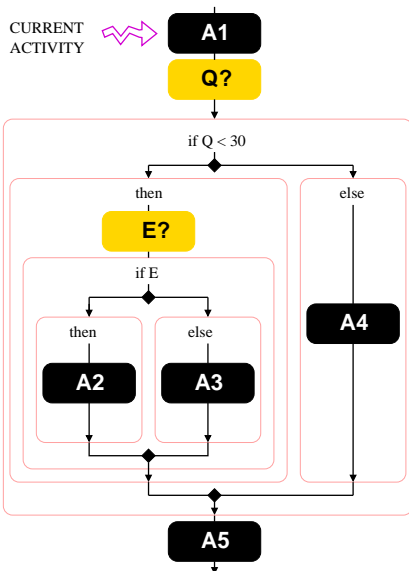 CURRENT
ACTIVITY
A1
Q?
if Q < 30
then
else
E?
if E
then
else
A2
A3
A4
A5